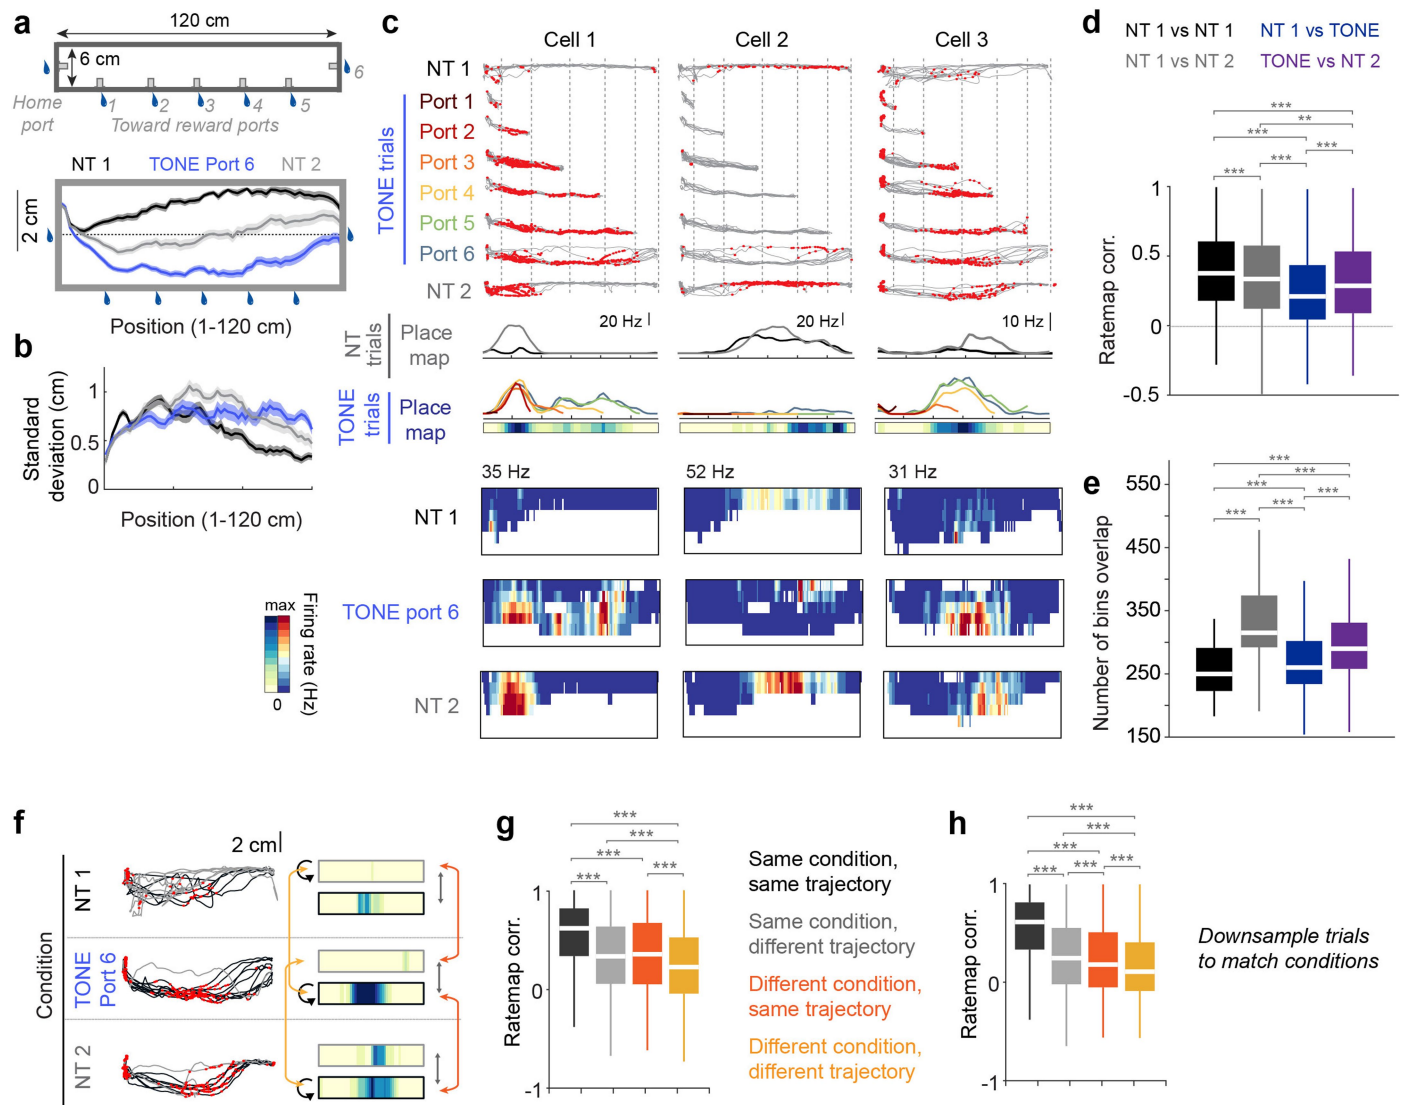 a
120 cm
6 cm
6
1 2 3 4 5
Home
port
Toward reward ports
NT 1 TONE Port 6 NT 2
2 cm
Position (1-120 cm)
b
Standard
deviation (cm)
1
0.5
0
Position (1-120 cm)
c
Cell 1 Cell 2 Cell 3
NT 1
TONE trials
Port 1
Port 2
Port 3
Port 4
Port 5
Port 6
NT 2
20 Hz 20 Hz 10 Hz
NT
trials
Place
map
TONE
trials
Place
map
35 Hz 52 Hz 31 Hz
NT 1
TONE port 6
NT 2
max
0
Firing rate (Hz)
d
NT 1 vs NT 1 NT 1 vs TONE
NT 1 vs NT 2 TONE vs NT 2
***
**
***
*** ***
***
Ratemap corr.
1
0.5
0
-0.5
e
***
***
***
***
***
***
Number of bins overlap
550
450
350
250
150
f
2 cm
Condition
NT 1
TONE
Port 6
NT 2
g
***
***
***
***
***
Ratemap corr.
1
0
-1
Same condition,
same trajectory
Same condition,
different trajectory
Different condition,
same trajectory
Different condition,
different trajectory
h
***
***
***
*** *** ***
Ratemap corr.
1
0
-1
Downsample trials
to match conditions